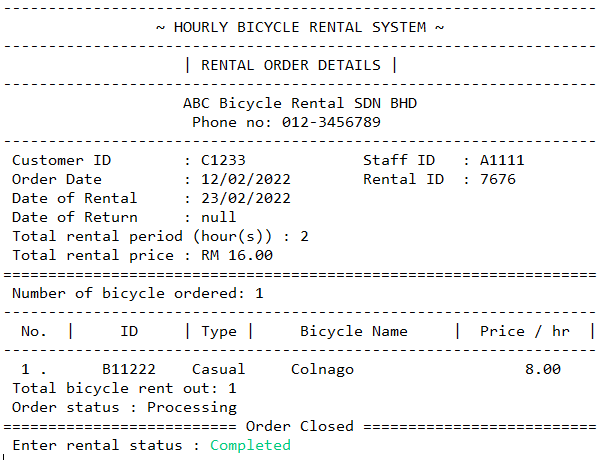 ------------------------------------------------------------------
~ HOURLY BICYCLE RENTAL SYSTEM ~
------------------------------------------------------------------
| RENTAL ORDER DETAILS |
------------------------------------------------------------------
ABC Bicycle Rental SDN BHD
Phone no: 012-3456789
------------------------------------------------------------------
Customer ID : C1233 Staff ID : A1111
Order Date : 12/02/2022 Rental ID : 7676
Date of Rental : 23/02/2022
Date of Return : null
Total rental period (hour(s)) : 2
Total rental price : RM 16.00
==================================================================
Number of bicycle ordered: 1
------------------------------------------------------------------
No. | ID | Type | Bicycle Name | Price / hr |
------------------------------------------------------------------
1 . B11222 Casual Colnago 8.00
Total bicycle rent out: 1
Order status : Processing
========================== Order Closed ==========================
Enter rental status : Completed